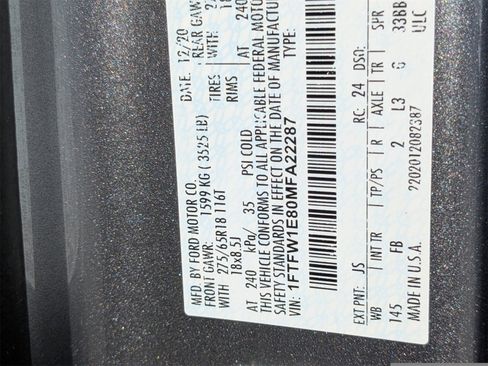 MFD. BY FORD MOTOR CO.
DATE: 12/20
FRONT GAWR: REAR GAWR
1599 KG ( 3525 LB)
WITH WITH
275/65R18 116T TIRES
18x8.5J RIMS
AT 240 kPa/ 35 PSI COLD AT 240
THIS VEHICLE CONFORMS TO ALL APPLICABLE FEDERAL MOTOR
SAFETY STANDARDS IN EFFECT ON THE DATE OF MANUFACTUR
VIN: 1FTFW1E80MFA22287 TYPE:
EXT PNT: JS RC: 24 DSO:
WB INT TR TP/PS R AXLE TR SPR
145 FB 2 L3 33BB
MADE IN U.S.A. ULC